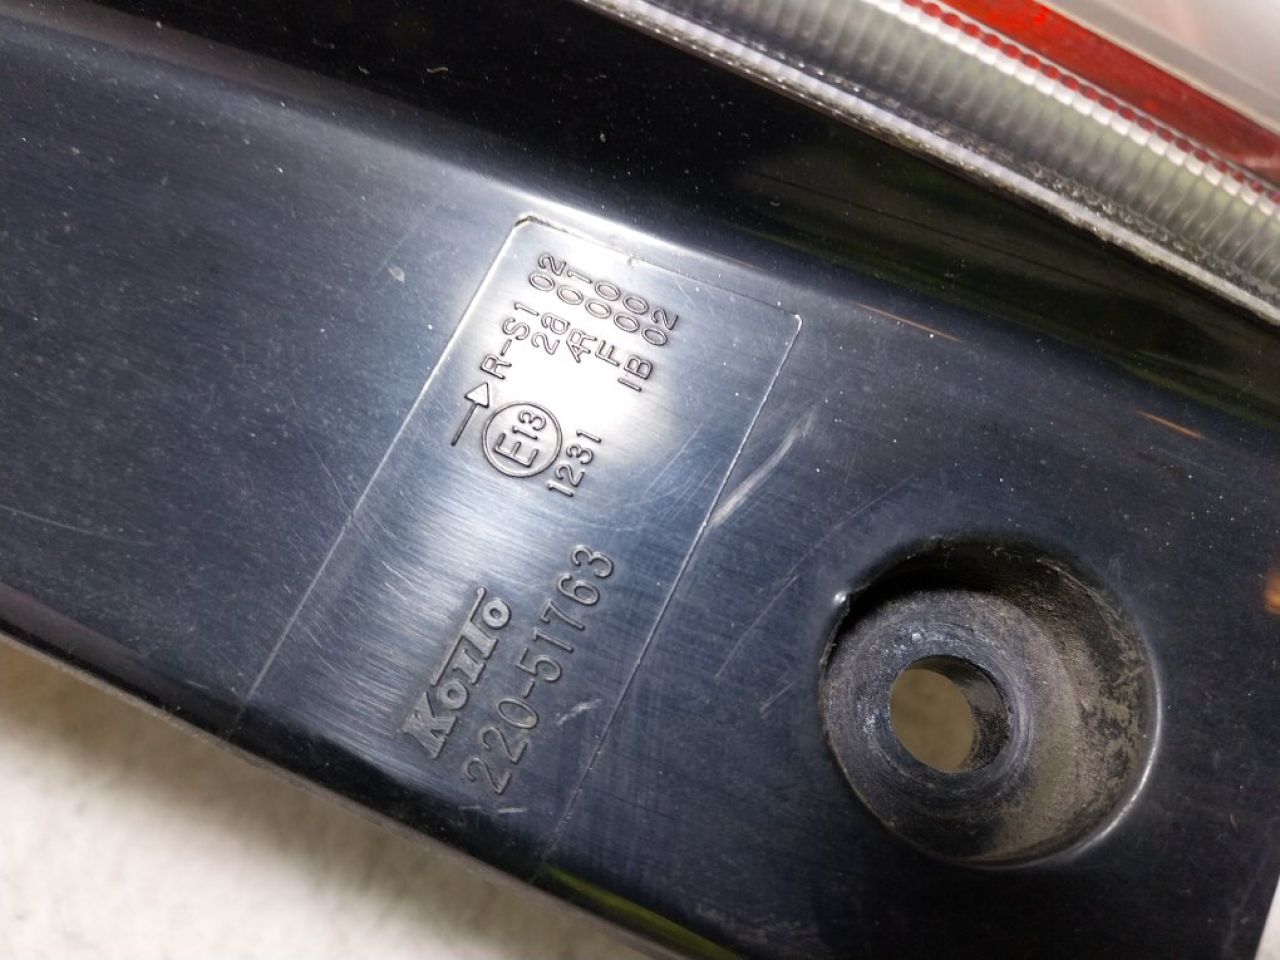 KOITO
220-51763
→
E13
1231
R-S1 02
2a 01
AR 00
F 00
IB 02